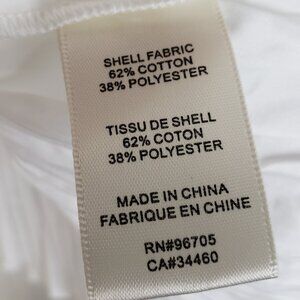 SHELL FABRIC
62% COTTON
38% POLYESTER
TISSU DE SHELL
62% COTON
38% POLYESTER
MADE IN CHINA
FABRIQUE EN CHINE
RN#96705
CA#34460